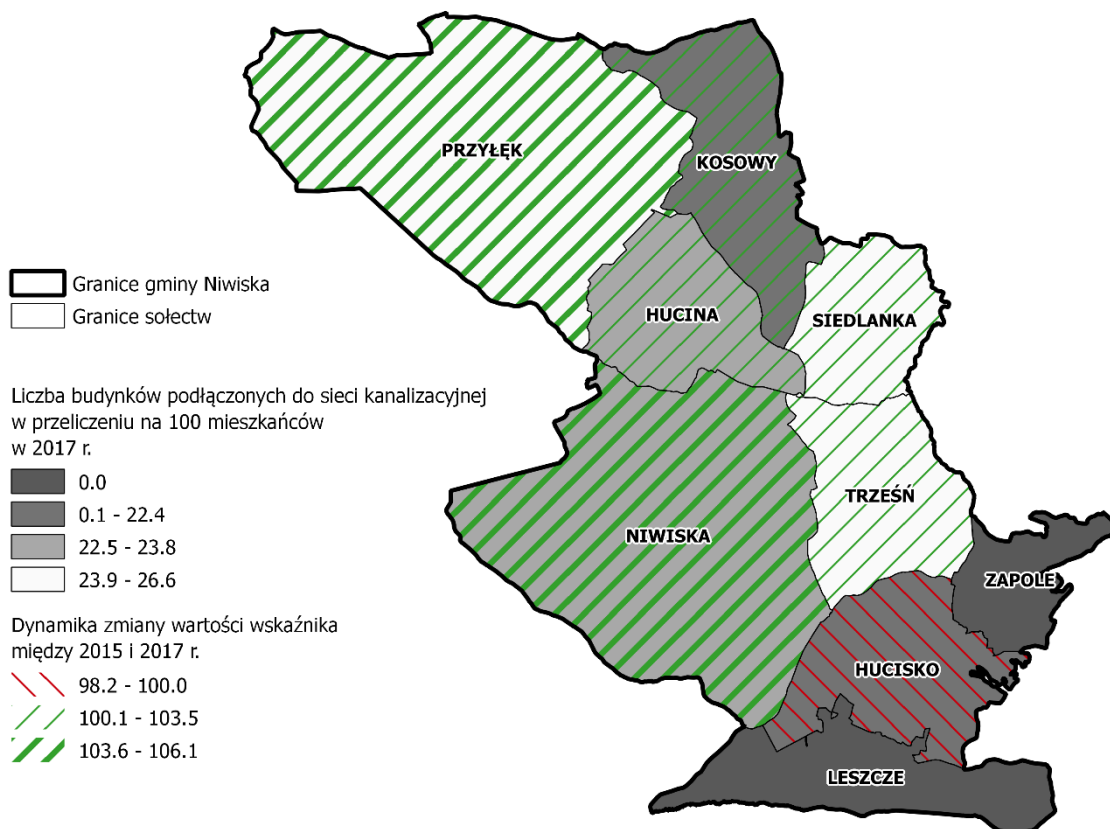 PRZYŁĘK
KOSOWY
HUCINA
SIEDLANKA
TRZEŚŃ
NIWISKA
ZAPOLE
HUCISKO
LESZCZE
Granice gminy Niwiska
Granice sołectw
Liczba budynków podłączonych do sieci kanalizacyjnej
w przeliczeniu na 100 mieszkańców
w 2017 r.
0.0
0.1 - 22.4
22.5 - 23.8
23.9 - 26.6
Dynamika zmiany wartości wskaźnika
między 2015 i 2017 r.
98.2 - 100.0
100.1 - 103.5
103.6 - 106.1